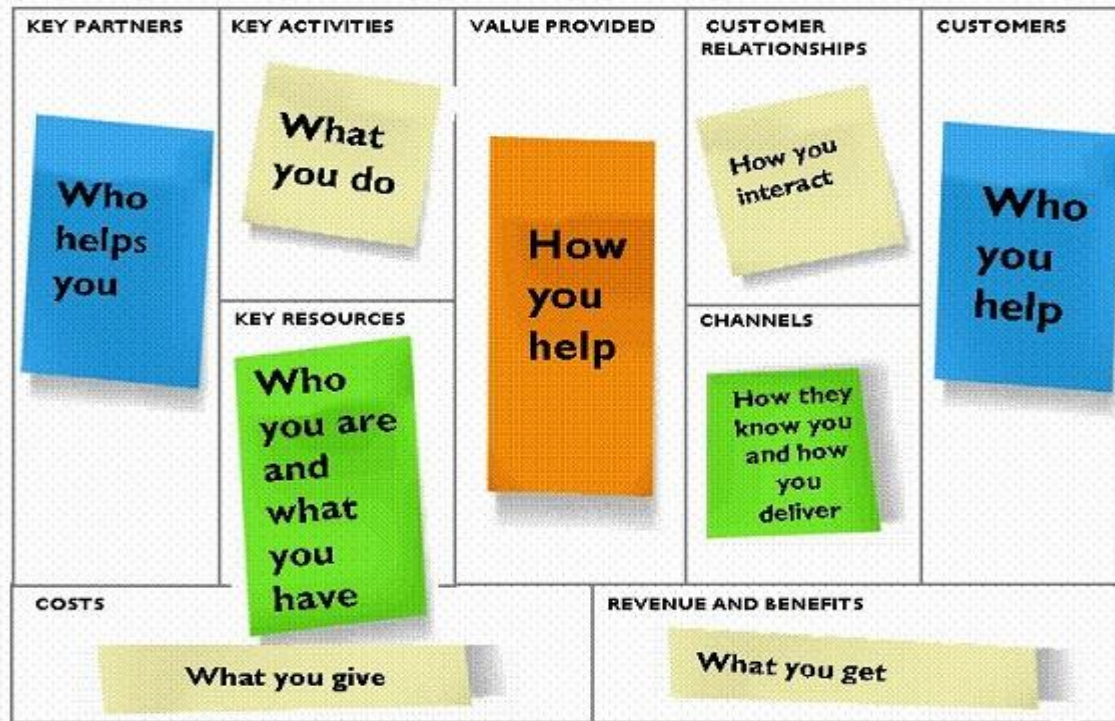 KEY PARTNERS
Who
helps
you
KEY ACTIVITIES
What
you do
KEY RESOURCES
Who
you are
and
what
you
have
VALUE PROVIDED
How
you
help
CUSTOMER
RELATIONSHIPS
How you
interact
CHANNELS
How they
know you
and how
you
deliver
CUSTOMERS
Who
you
help
COSTS
What you give
REVENUE AND BENEFITS
What you get